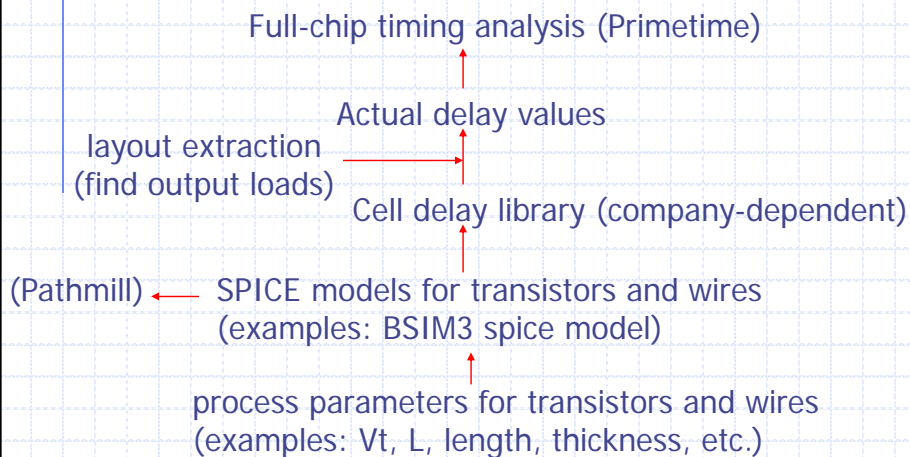 Full-chip timing analysis (Primetime)
Actual delay values
layout extraction
(find output loads)
Cell delay library (company-dependent)
(Pathmill)
SPICE models for transistors and wires
(examples: BSIM3 spice model)
process parameters for transistors and wires
(examples: Vt, L, length, thickness, etc.)